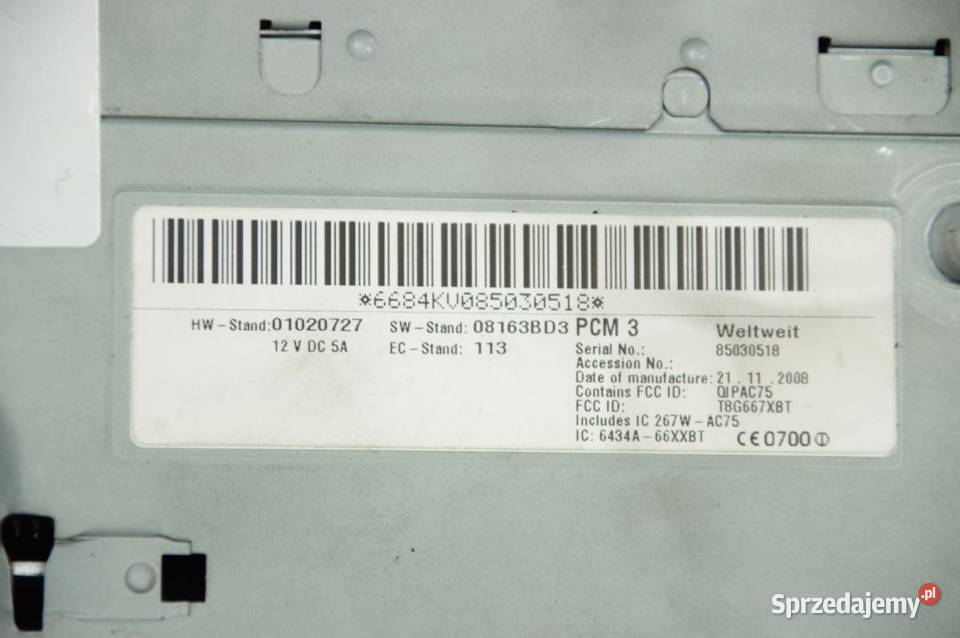 *6684KV085030518*
HW-Stand:01020727 SW-Stand: 08163BD3 PCM 3 Weltweit
12 V DC 5A EC-Stand: 113
Serial No.: 85030518
Accession No.:
Date of manufacture: 21 . 11 . 2008
Contains FCC ID: QIPAC75
FCC ID: T8G667XBT
Includes IC 267W-AC75
IC: 6434A-66XXBT CE0700
Sprzedajemy.pl